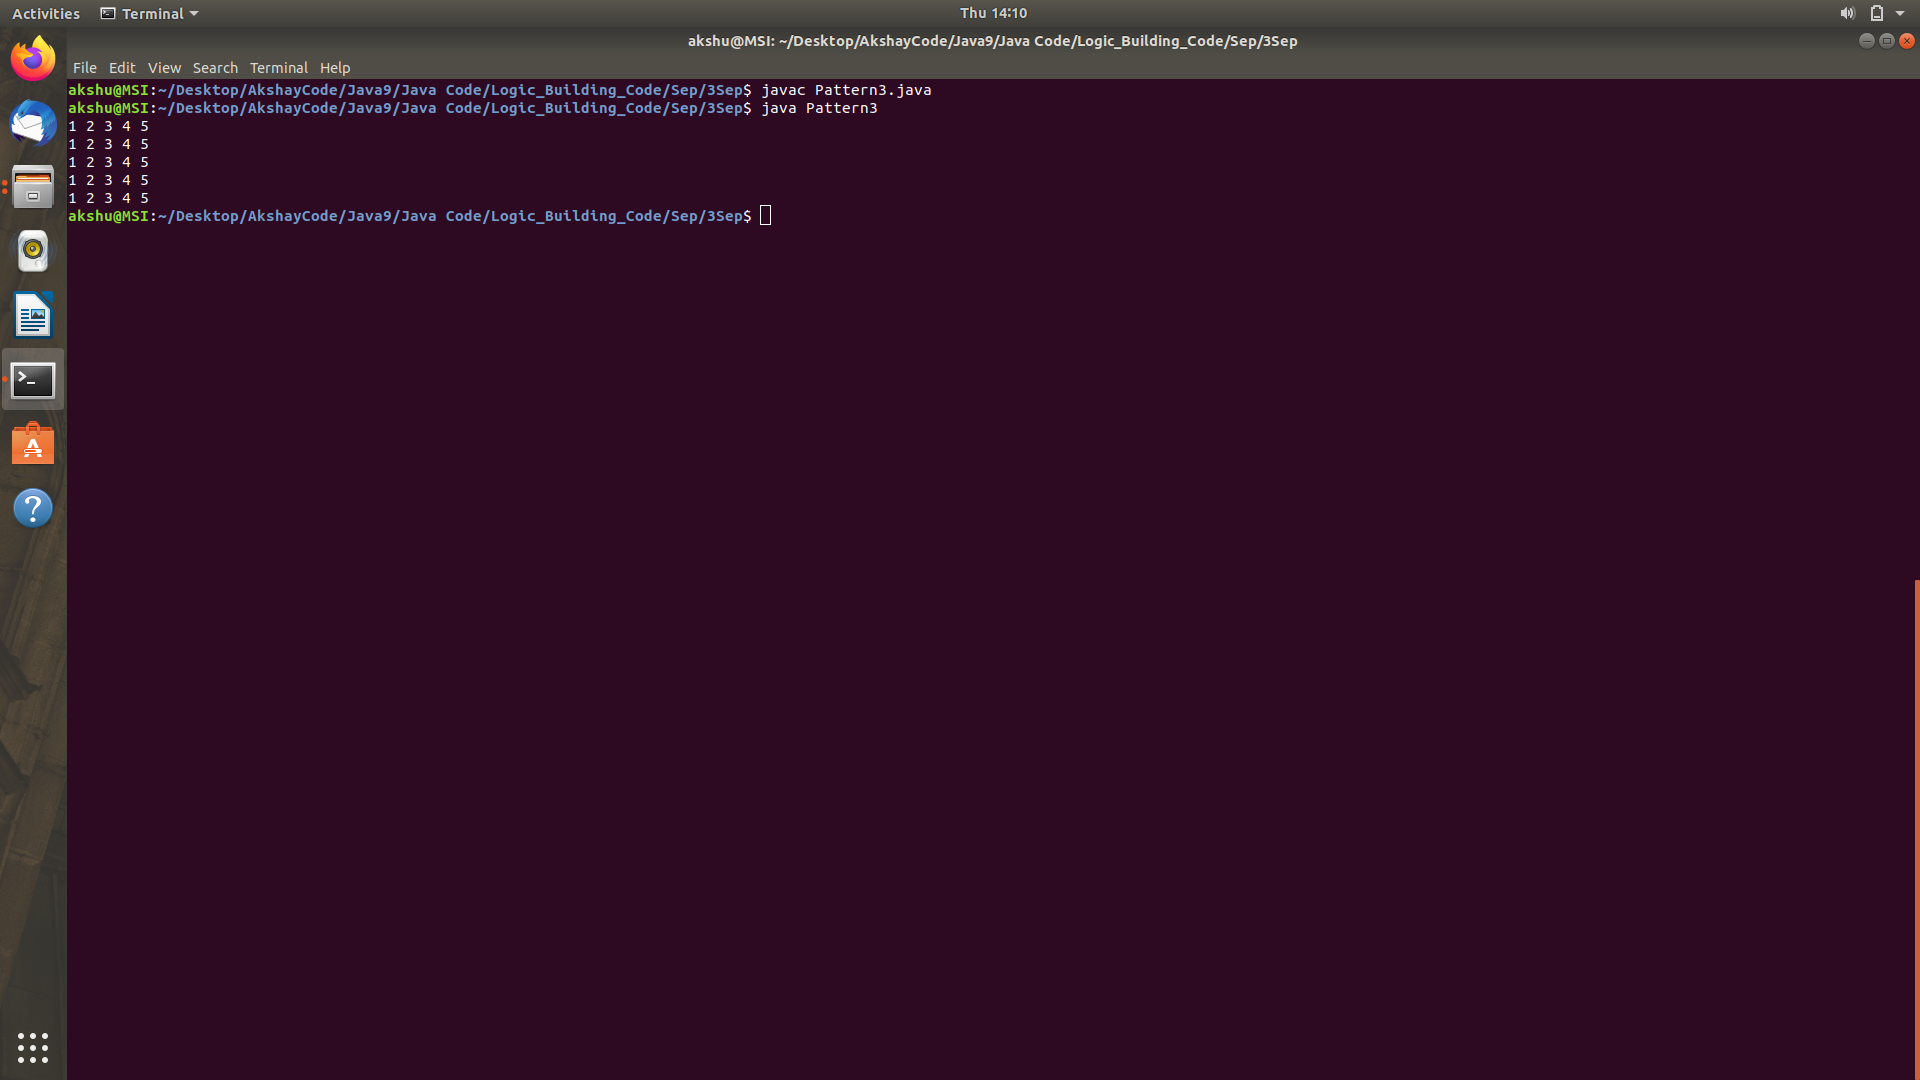 Activities Terminal Thu 14:10
akshu@MSI: ~/Desktop/AkshayCode/Java9/Java Code/Logic_Building_Code/Sep/3Sep
File Edit View Search Terminal Help
akshu@MSI:~/Desktop/AkshayCode/Java9/Java Code/Logic_Building_Code/Sep/3Sep$ javac Pattern3.java
akshu@MSI:~/Desktop/AkshayCode/Java9/Java Code/Logic_Building_Code/Sep/3Sep$ java Pattern3
1 2 3 4 5
1 2 3 4 5
1 2 3 4 5
1 2 3 4 5
1 2 3 4 5
akshu@MSI:~/Desktop/AkshayCode/Java9/Java Code/Logic_Building_Code/Sep/3Sep$